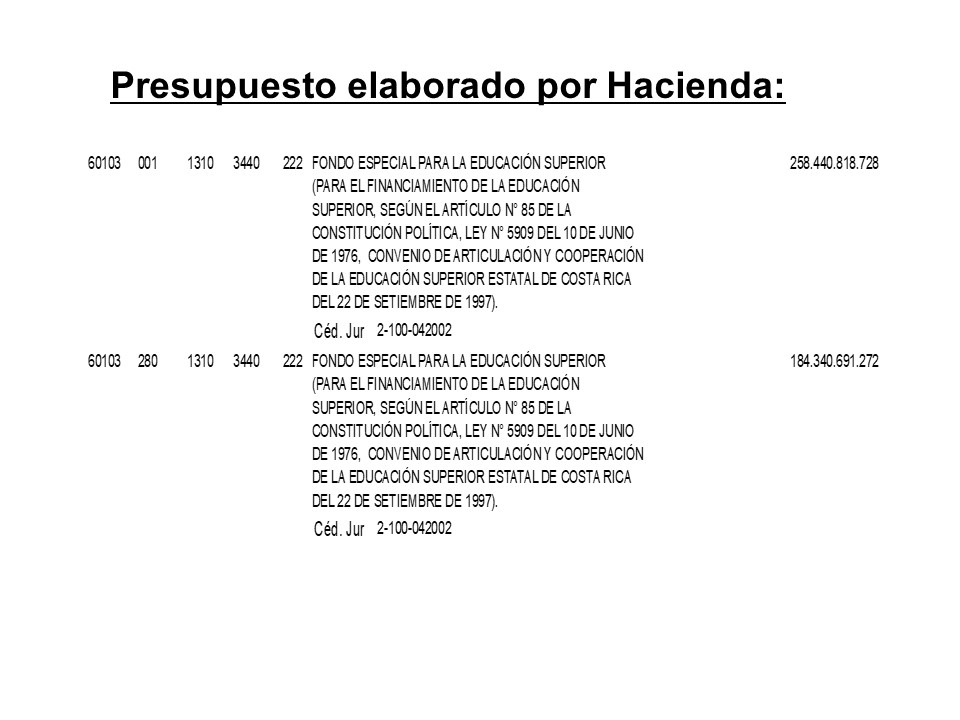 Presupuesto elaborado por Hacienda:
60103 001 1310 3440 222 FONDO ESPECIAL PARA LA EDUCACIÓN SUPERIOR 258.440.818.728
(PARA EL FINANCIAMIENTO DE LA EDUCACIÓN
SUPERIOR, SEGÚN EL ARTÍCULO N° 85 DE LA
CONSTITUCIÓN POLÍTICA, LEY N° 5909 DEL 10 DE JUNIO
DE 1976, CONVENIO DE ARTICULACIÓN Y COOPERACIÓN
DE LA EDUCACIÓN SUPERIOR ESTATAL DE COSTA RICA
DEL 22 DE SETIEMBRE DE 1997).
Céd. Jur 2-100-042002
60103 280 1310 3440 222 FONDO ESPECIAL PARA LA EDUCACIÓN SUPERIOR 184.340.691.272
(PARA EL FINANCIAMIENTO DE LA EDUCACIÓN
SUPERIOR, SEGÚN EL ARTÍCULO N° 85 DE LA
CONSTITUCIÓN POLÍTICA, LEY N° 5909 DEL 10 DE JUNIO
DE 1976, CONVENIO DE ARTICULACIÓN Y COOPERACIÓN
DE LA EDUCACIÓN SUPERIOR ESTATAL DE COSTA RICA
DEL 22 DE SETIEMBRE DE 1997).
Céd. Jur 2-100-042002